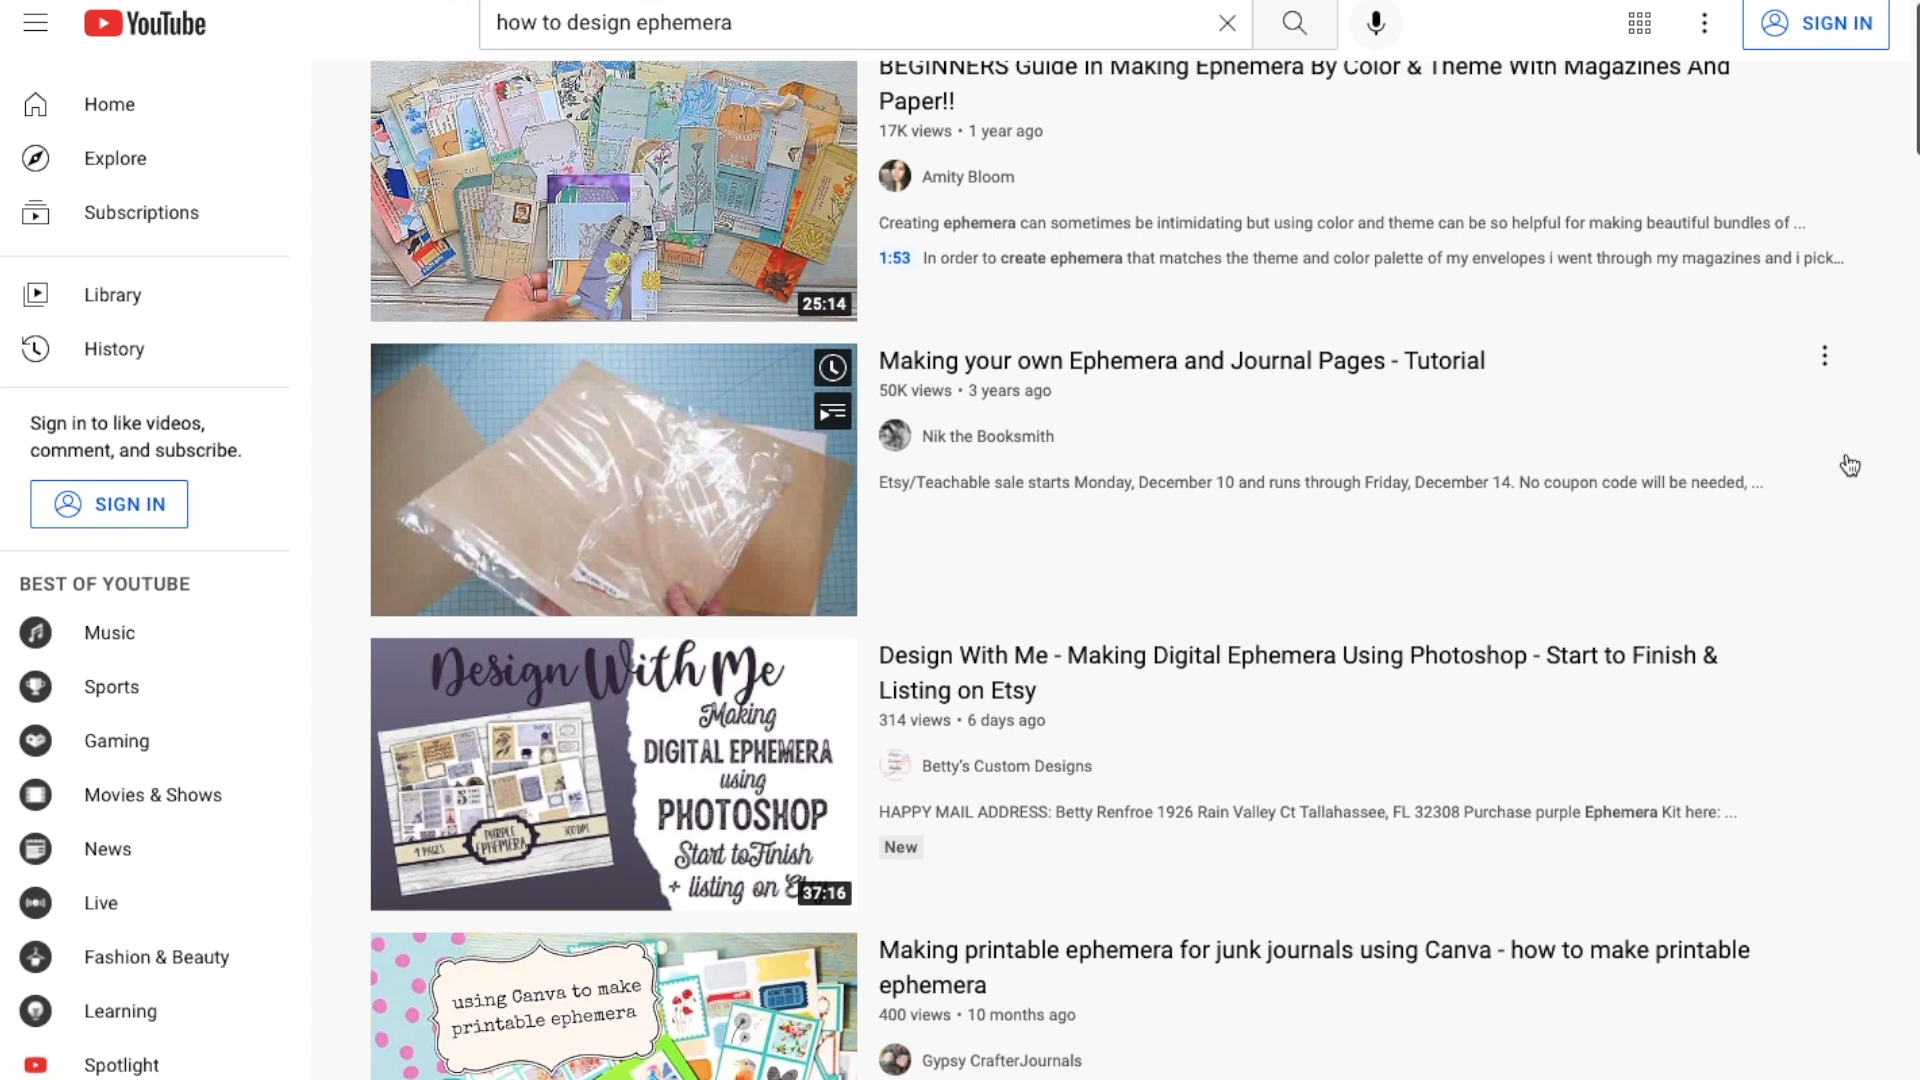 YouTube
how to design ephemera
SIGN IN
Home
Explore
Subscriptions
Library
History
Sign in to like videos,
comment, and subscribe.
SIGN IN
BEST OF YOUTUBE
Music
Sports
Gaming
Movies & Shows
News
Live
Fashion & Beauty
Learning
Spotlight
25:14
BEGINNERS Guide In Making Ephemera By Color & Theme With Magazines And
Paper!!
17K views • 1 year ago
Amity Bloom
Creating ephemera can sometimes be intimidating but using color and theme can be so helpful for making beautiful bundles of ...
1:53 In order to create ephemera that matches the theme and color palette of my envelopes i went through my magazines and i pick...
Making your own Ephemera and Journal Pages - Tutorial
50K views • 3 years ago
Nik the Booksmith
Etsy/Teachable sale starts Monday, December 10 and runs through Friday, December 14. No coupon code will be needed, ...
Design With Me
Making
DIGITAL EPHEMERA
using
PHOTOSHOP
Start to Finish
+ listing on
4 PAGES
PURPLE
EPHEMERA
300 DPI
37:16
Design With Me - Making Digital Ephemera Using Photoshop - Start to Finish &
Listing on Etsy
314 views • 6 days ago
Betty's Custom Designs
HAPPY MAIL ADDRESS: Betty Renfroe 1926 Rain Valley Ct Tallahassee, FL 32308 Purchase purple Ephemera Kit here: ...
New
using Canva to make
printable ephemera
Making printable ephemera for junk journals using Canva - how to make printable
ephemera
400 views • 10 months ago
Gypsy CrafterJournals